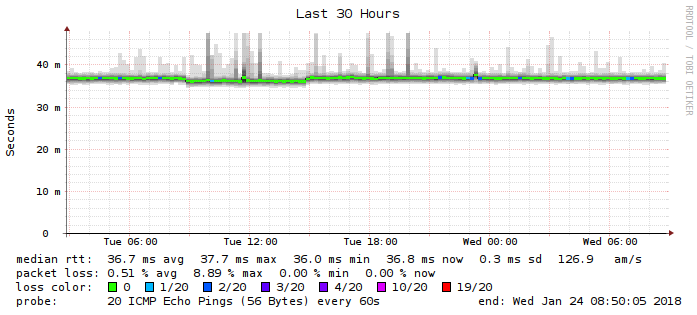 Last 30 Hours
RRDTOOL / TOBI OETIKER
Seconds
40 m
30 m
20 m
10 m
0
Tue 06:00 Tue 12:00 Tue 18:00 Wed 00:00 Wed 06:00
median rtt: 36.7 ms avg 37.7 ms max 36.0 ms min 36.8 ms now 0.3 ms sd 126.9 am/s
packet loss: 0.51 % avg 8.89 % max 0.00 % min 0.00 % now
loss color: 0 1/20 2/20 3/20 4/20 10/20 19/20
probe: 20 ICMP Echo Pings (56 Bytes) every 60s end: Wed Jan 24 08:50:05 2018